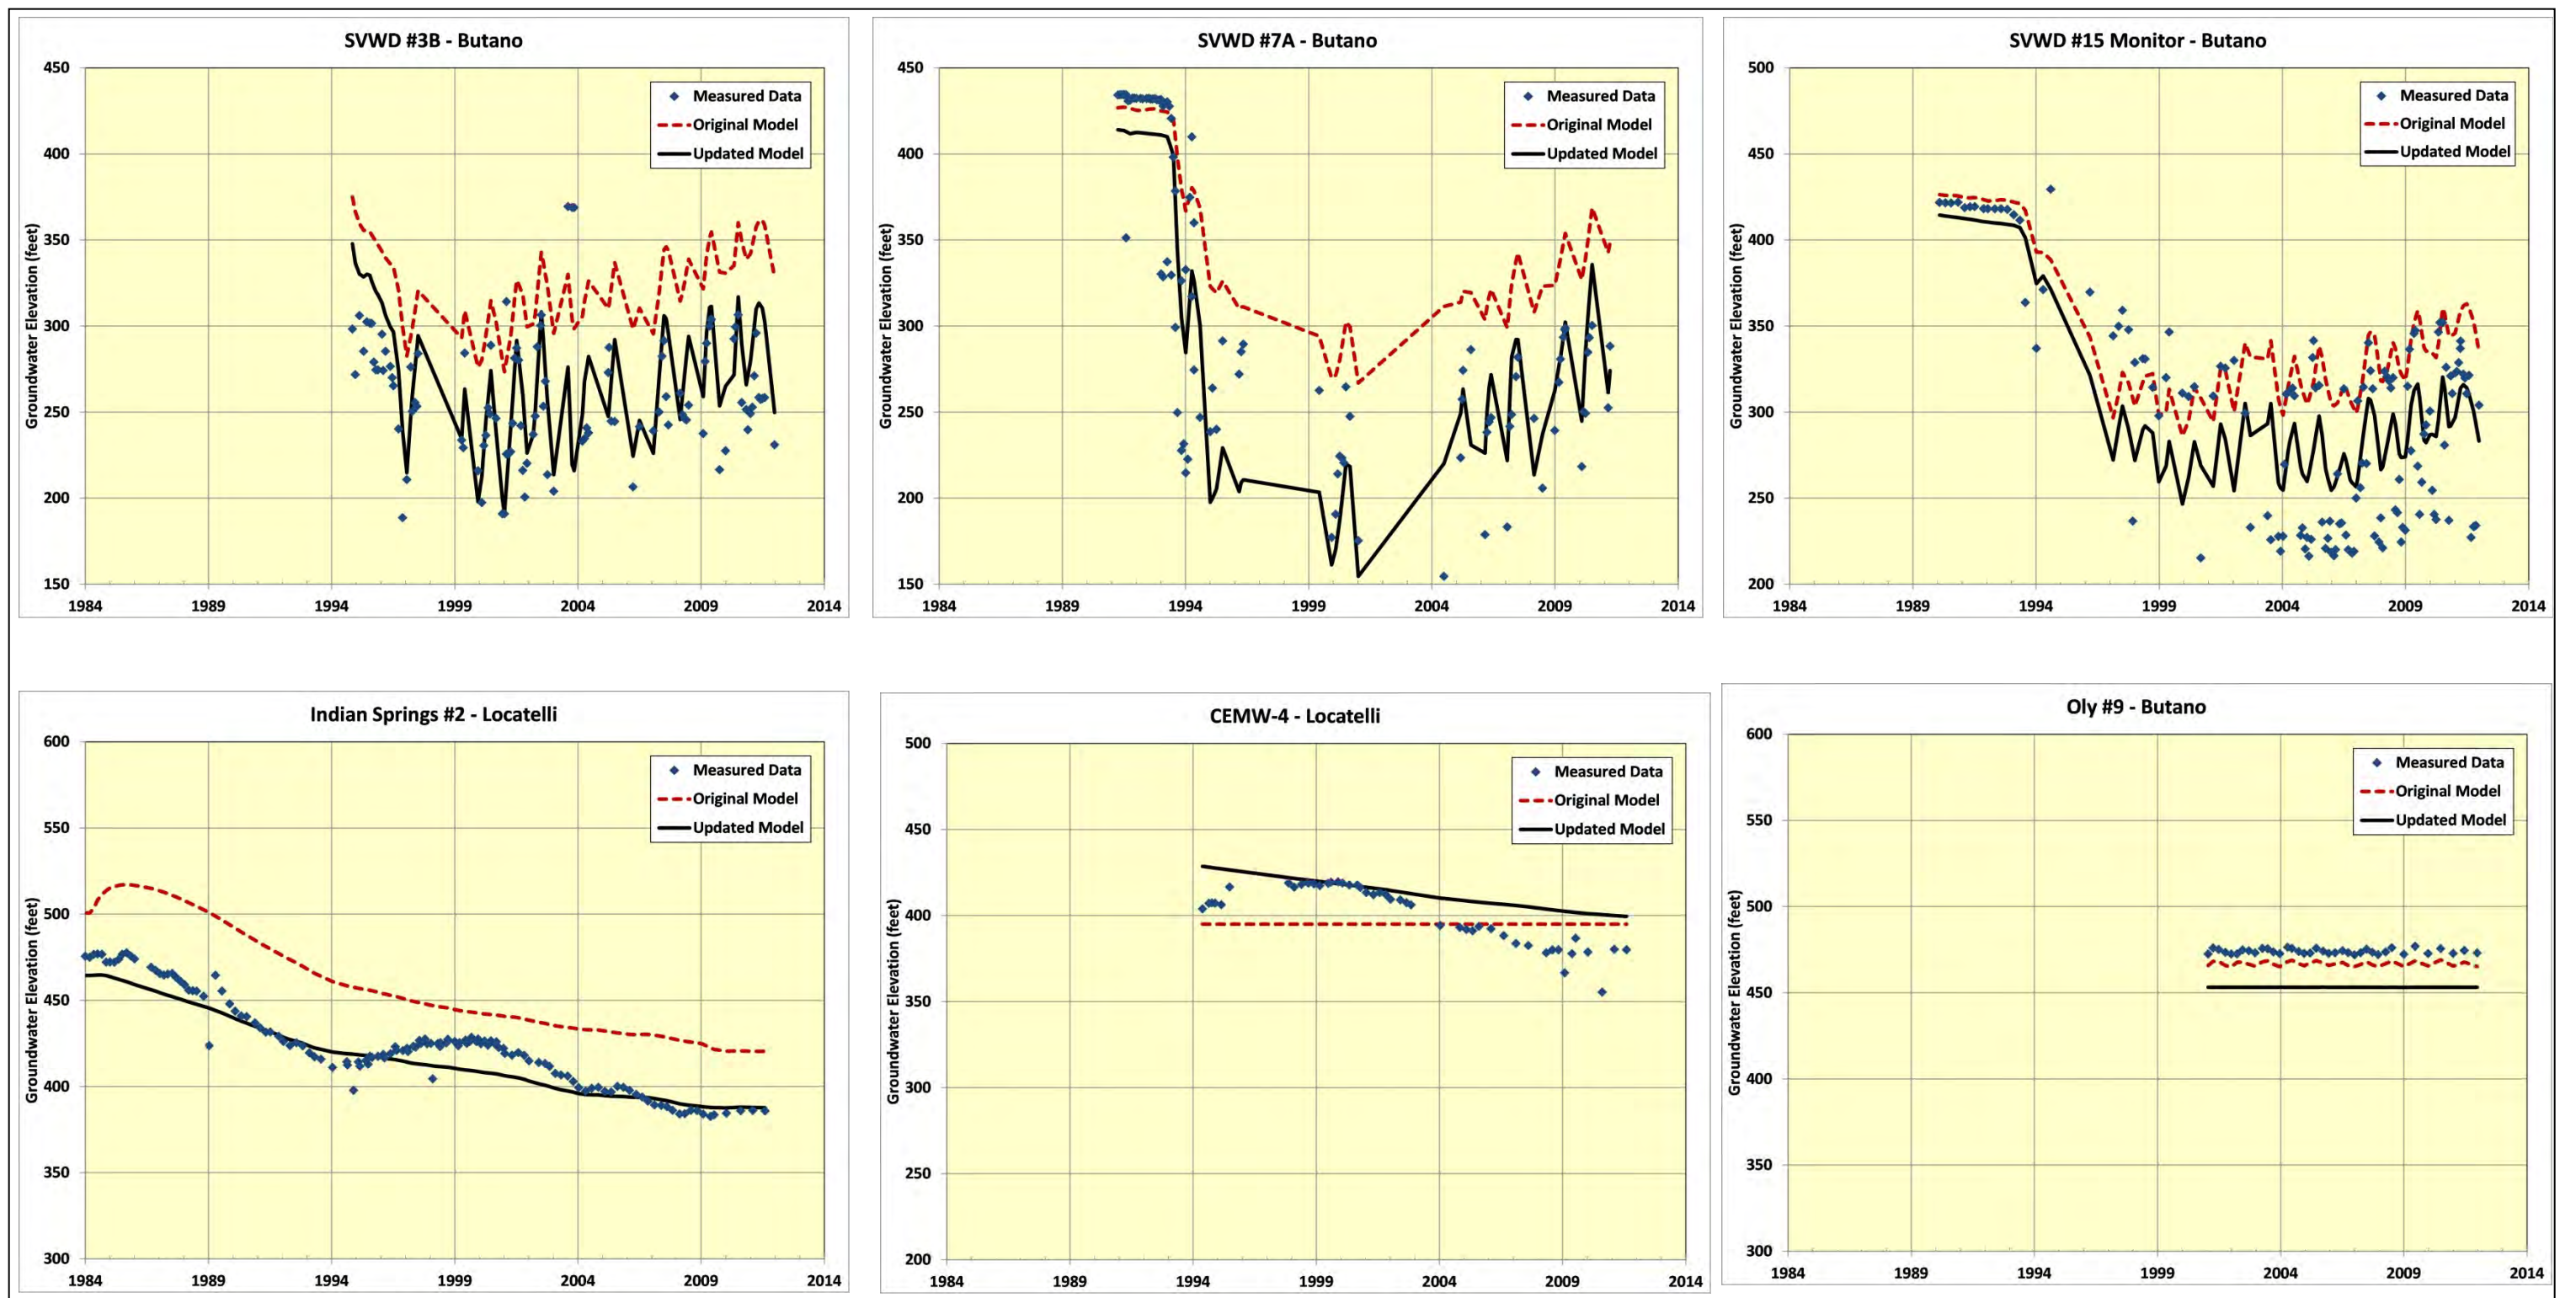 SVWD #3B - Butano
Groundwater Elevation (feet)
450
400
350
300
250
200
150
1984 1989 1994 1999 2004 2009 2014
Measured Data
Original Model
Updated Model
SVWD #7A - Butano
Groundwater Elevation (feet)
450
400
350
300
250
200
150
1984 1989 1994 1999 2004 2009 2014
Measured Data
Original Model
Updated Model
SVWD #15 Monitor - Butano
Groundwater Elevation (feet)
500
450
400
350
300
250
200
1984 1989 1994 1999 2004 2009 2014
Measured Data
Original Model
Updated Model
Indian Springs #2 - Locatelli
Groundwater Elevation (feet)
600
550
500
450
400
350
300
1984 1989 1994 1999 2004 2009 2014
Measured Data
Original Model
Updated Model
CEMW-4 - Locatelli
Groundwater Elevation (feet)
500
450
400
350
300
250
200
1984 1989 1994 1999 2004 2009 2014
Measured Data
Original Model
Updated Model
Oly #9 - Butano
Groundwater Elevation (feet)
600
550
500
450
400
350
300
1984 1989 1994 1999 2004 2009 2014
Measured Data
Original Model
Updated Model